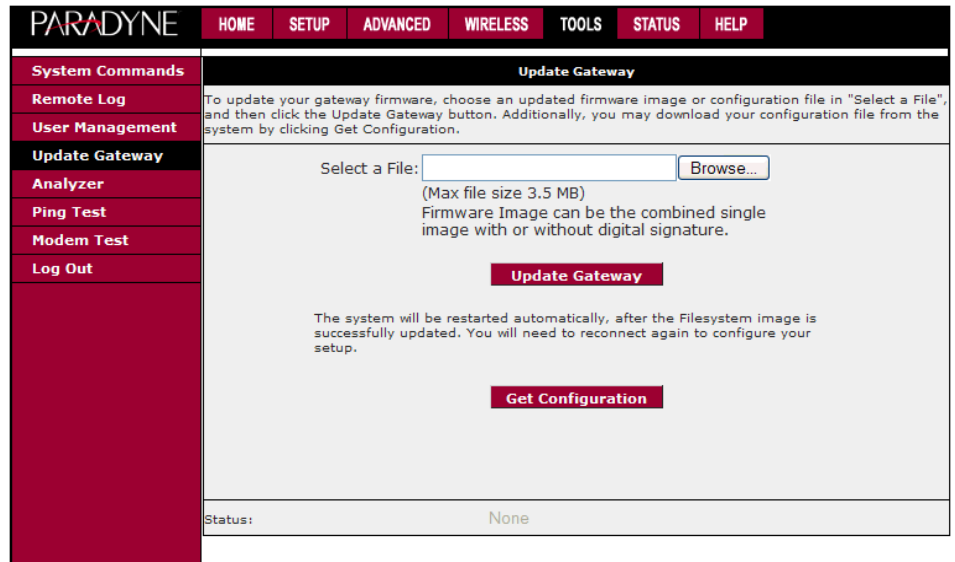 PARADYNE
HOME SETUP ADVANCED WIRELESS TOOLS STATUS HELP
System Commands
Remote Log
User Management
Update Gateway
Analyzer
Ping Test
Modem Test
Log Out
Update Gateway
To update your gateway firmware, choose an updated firmware image or configuration file in "Select a File",
and then click the Update Gateway button. Additionally, you may download your configuration file from the
system by clicking Get Configuration.
Select a File: Browse...
(Max file size 3.5 MB)
Firmware Image can be the combined single
image with or without digital signature.
Update Gateway
The system will be restarted automatically, after the Filesystem image is
successfully updated. You will need to reconnect again to configure your
setup.
Get Configuration
Status: None